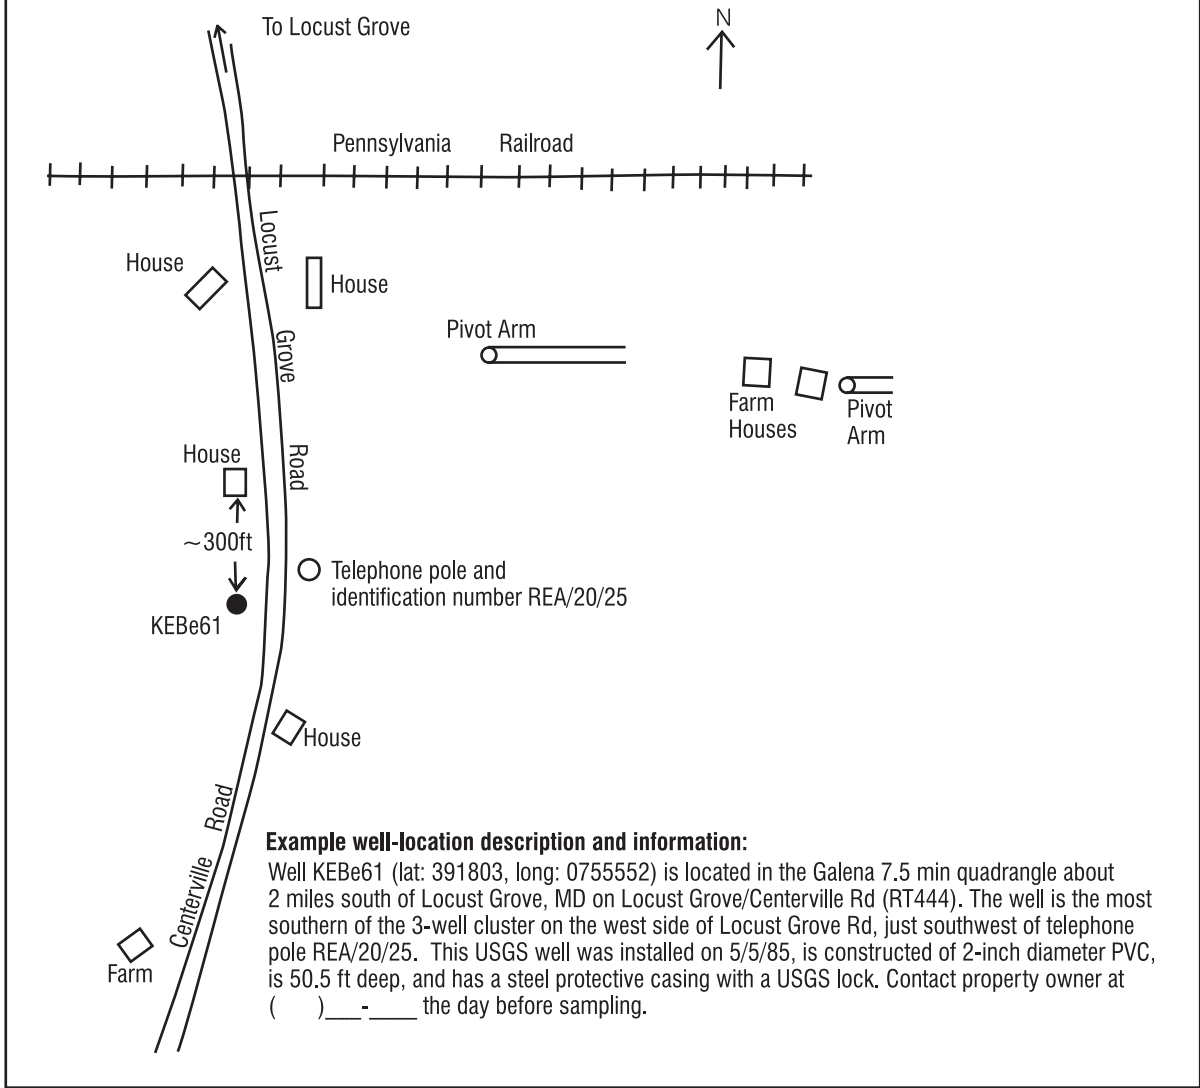 To Locust Grove
N
Pennsylvania Railroad
Locust Grove Road
House
House
Pivot Arm
Farm
Houses
Pivot
Arm
House
~300ft
Telephone pole and
identification number REA/20/25
KEBe61
House
Centerville Road
Farm
Example well-location description and information:
Well KEBe61 (lat: 391803, long: 0755552) is located in the Galena 7.5 min quadrangle about
2 miles south of Locust Grove, MD on Locust Grove/Centerville Rd (RT444). The well is the most
southern of the 3-well cluster on the west side of Locust Grove Rd, just southwest of telephone
pole REA/20/25. This USGS well was installed on 5/5/85, is constructed of 2-inch diameter PVC,
is 50.5 ft deep, and has a steel protective casing with a USGS lock. Contact property owner at
( )___-____ the day before sampling.